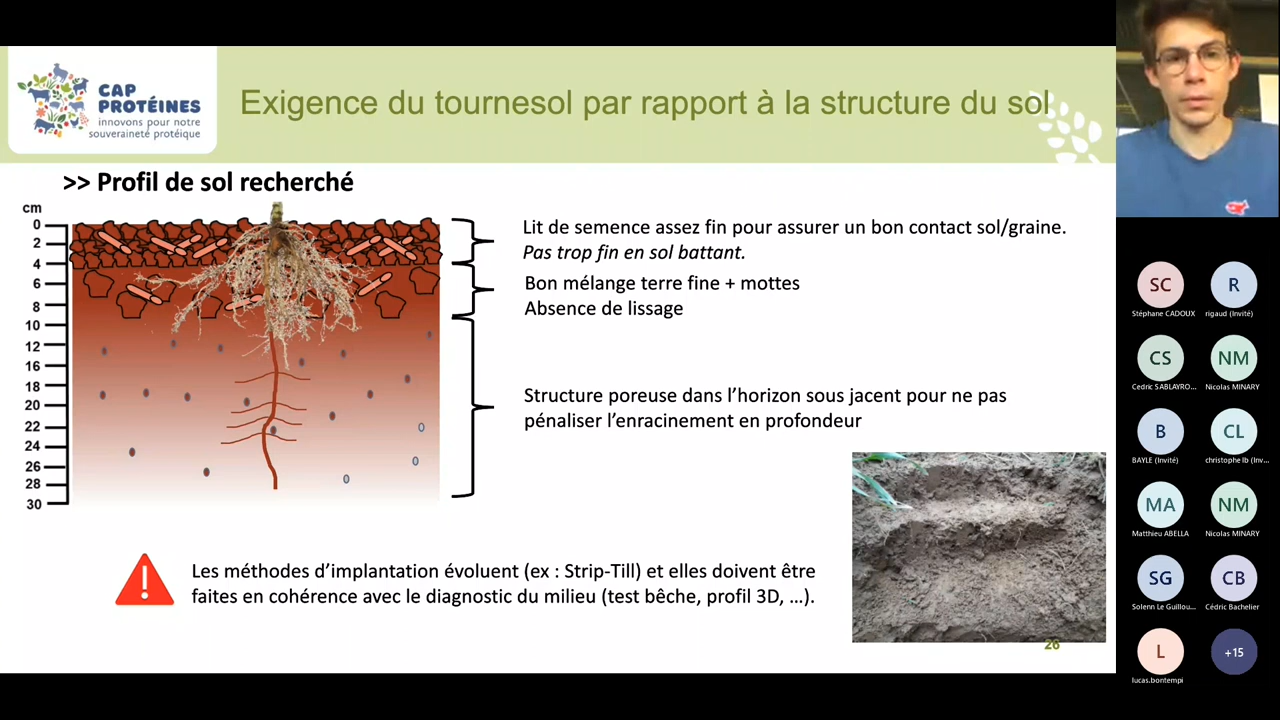 CAP
PROTÉINES
innovons pour notre
souveraineté protéique
Exigence du tournesol par rapport à la structure du sol
>> Profil de sol recherché
cm
0
2
4
6
8
10
12
16
18
20
22
24
26
28
30
Lit de semence assez fin pour assurer un bon contact sol/graine.
Pas trop fin en sol battant.
Bon mélange terre fine + mottes
Absence de lissage
Structure poreuse dans l’horizon sous jacent pour ne pas
pénaliser l’enracinement en profondeur
Les méthodes d’implantation évoluent (ex : Strip-Till) et elles doivent être
faites en cohérence avec le diagnostic du milieu (test bêche, profil 3D, …).
26
SC
Stéphane CADOUX
R
rigaud (Invité)
CS
Cedric SABLAYRO...
NM
Nicolas MINARY
B
BAYLE (Invité)
CL
christophe lb (Inv...
MA
Matthieu ABELLA
NM
Nicolas MINARY
SG
Solenn Le Guillou...
CB
Cédric Bachelier
L
lucas.bontempi
+15